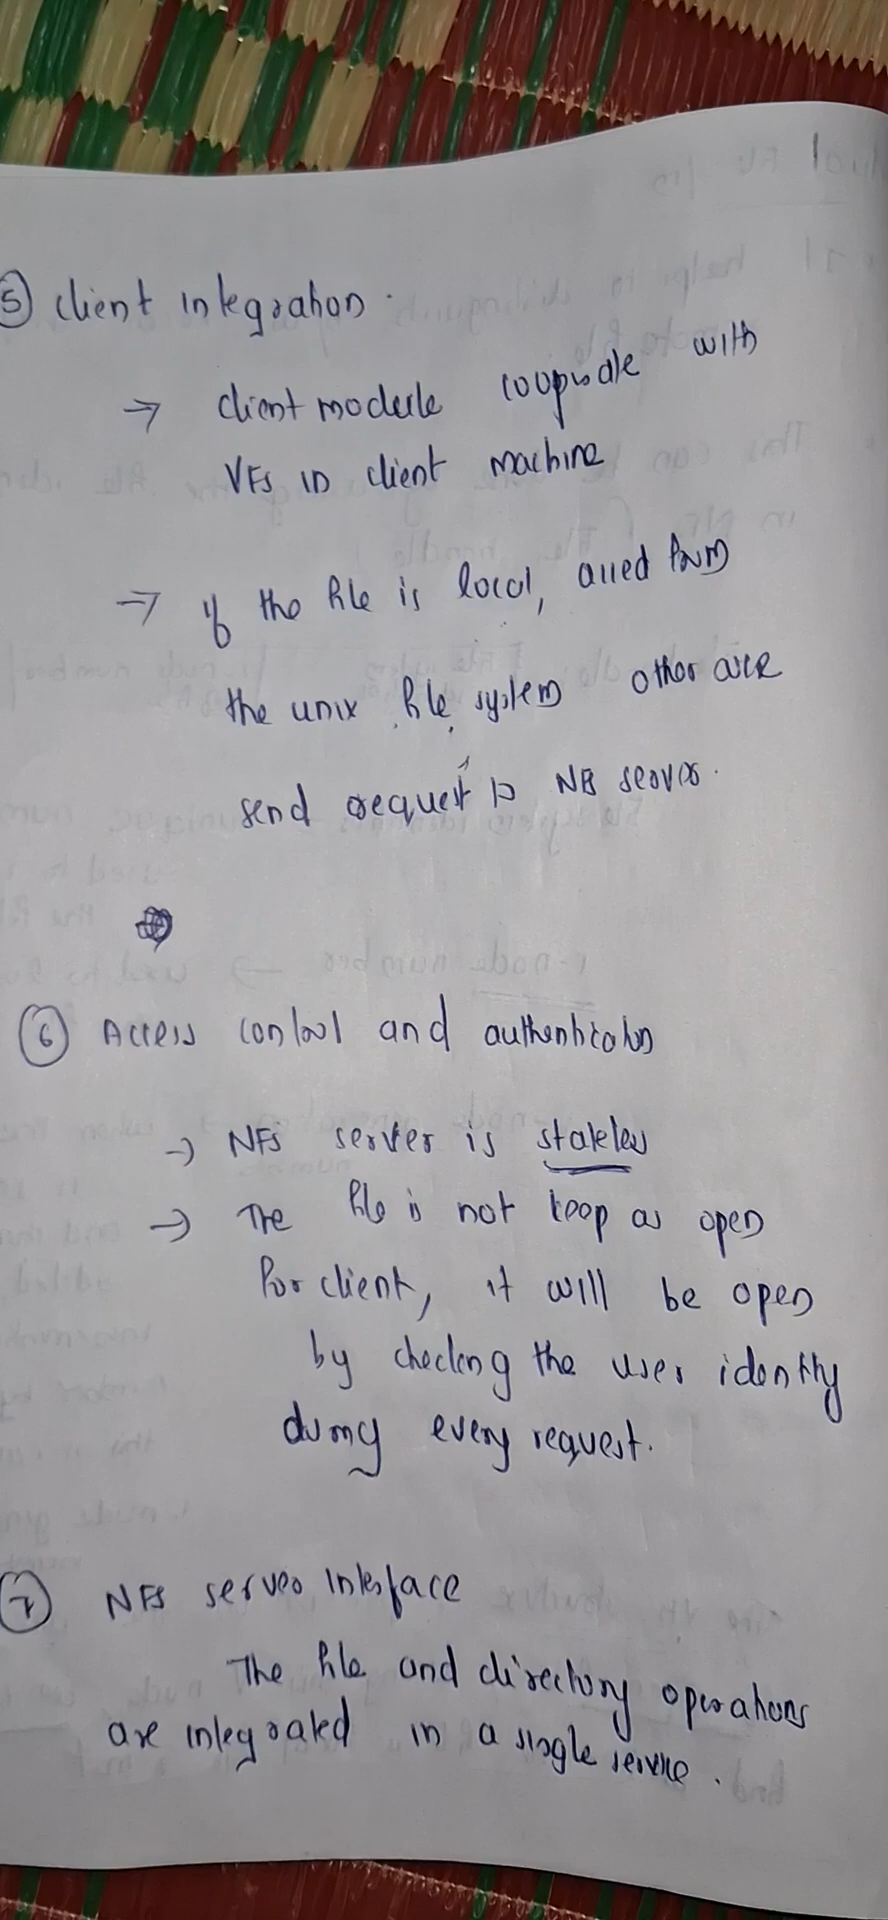 ⑤ client integration.
→ client module cooperate with
VFS in client machine
→ if the file is local, access from
the unix file system otherwise
send request to NFS server.
⑥ Access control and authentication
→ NFS server is stateless
→ The file is not keep as open
for client, it will be open
by checking the user identity
during every request.
⑦ NFS server interface
The file and directory operations
are integrated in a single service.